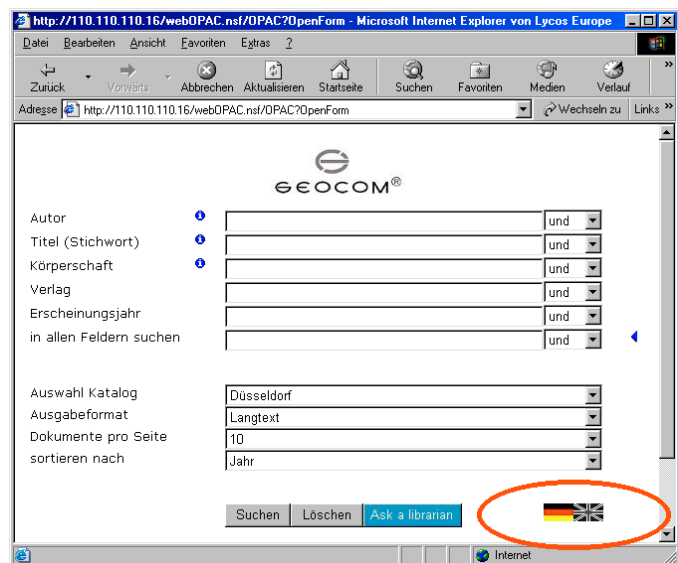 http://110.110.110.16/webOPAC.nsf/OPAC?OpenForm - Microsoft Internet Explorer von Lycos Europe
Datei Bearbeiten Ansicht Favoriten Extras ?
Zurück Vorwärts Abbrechen Aktualisieren Startseite Suchen Favoriten Medien Verlauf »
Adresse http://110.110.110.16/webOPAC.nsf/OPAC?OpenForm Wechseln zu Links »
GEOCOM®
Autor und
Titel (Stichwort) und
Körperschaft und
Verlag und
Erscheinungsjahr und
in allen Feldern suchen und
Auswahl Katalog Düsseldorf
Ausgabeformat Langtext
Dokumente pro Seite 10
sortieren nach Jahr
Suchen Löschen Ask a librarian
Internet